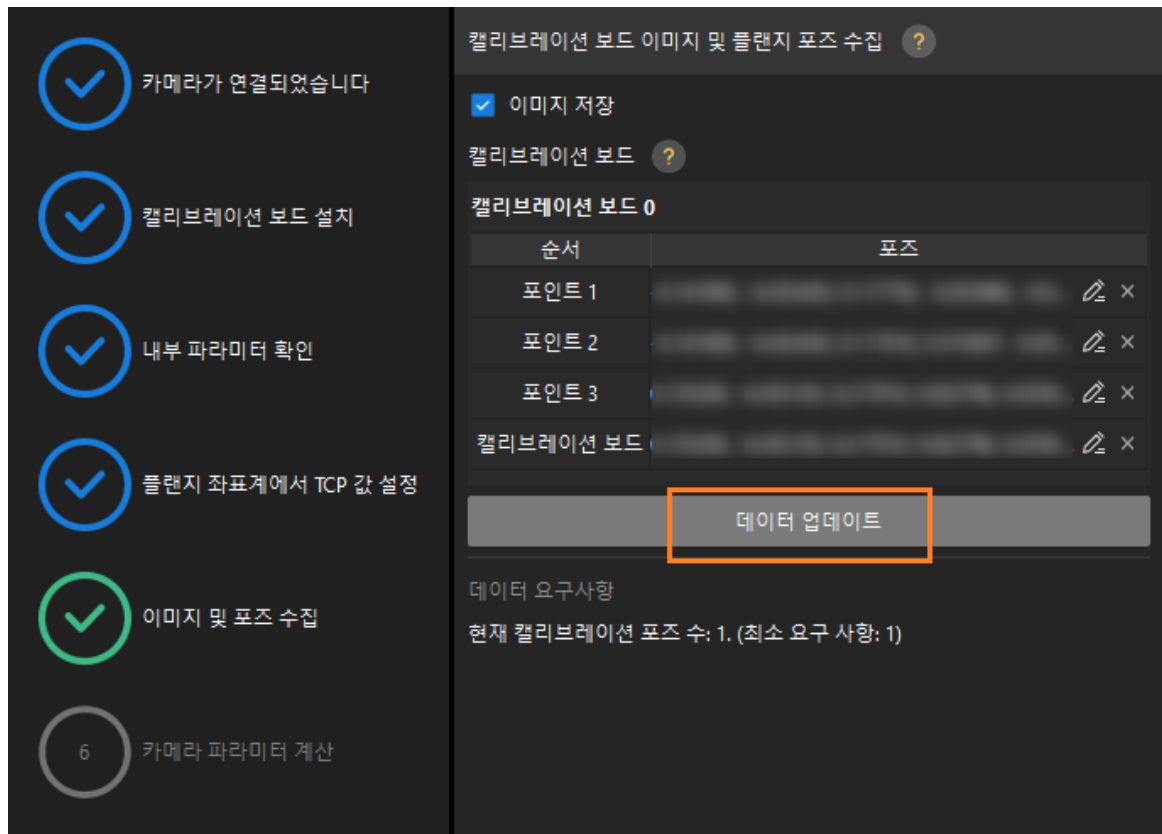 카메라가 연결되었습니다
캘리브레이션 보드 설치
내부 파라미터 확인
플랜지 좌표계에서 TCP 값 설정
이미지 및 포즈 수집
6 카메라 파라미터 계산
캘리브레이션 보드 이미지 및 플랜지 포즈 수집 ?
이미지 저장
캘리브레이션 보드 ?
캘리브레이션 보드 0
순서 포즈
포인트 1
포인트 2
포인트 3
캘리브레이션 보드
데이터 업데이트
데이터 요구사항
현재 캘리브레이션 포즈 수: 1. (최소 요구 사항: 1)